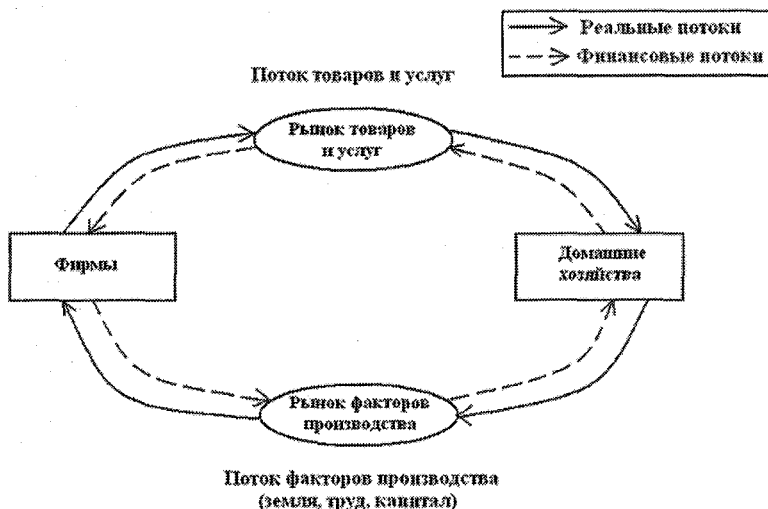 Реальные потоки
Финансовые потоки
Поток товаров и услуг
Рынок товаров
и услуг
Фирмы
Домашние
хозяйства
Рынок факторов
производства
Поток факторов производства
(земля, труд, капитал)